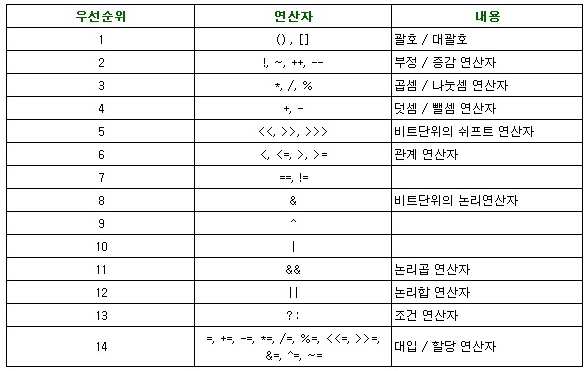 우선순위 연산자 내용
1 () , [] 괄호 / 대괄호
2 !, ~, ++, -- 부정 / 증감 연산자
3 *, /, % 곱셈 / 나눗셈 연산자
4 +, - 덧셈 / 뺄셈 연산자
5 <<, >>, >>> 비트단위의 쉬프트 연산자
6 <, <=, >, >= 관계 연산자
7 ==, !=
8 & 비트단위의 논리연산자
9 ^
10 |
11 && 논리곱 연산자
12 || 논리합 연산자
13 ? : 조건 연산자
14 =, +=, -=, *=, /=, %=, <<=, >>=, 대입 / 할당 연산자
&=, ^=, ~=